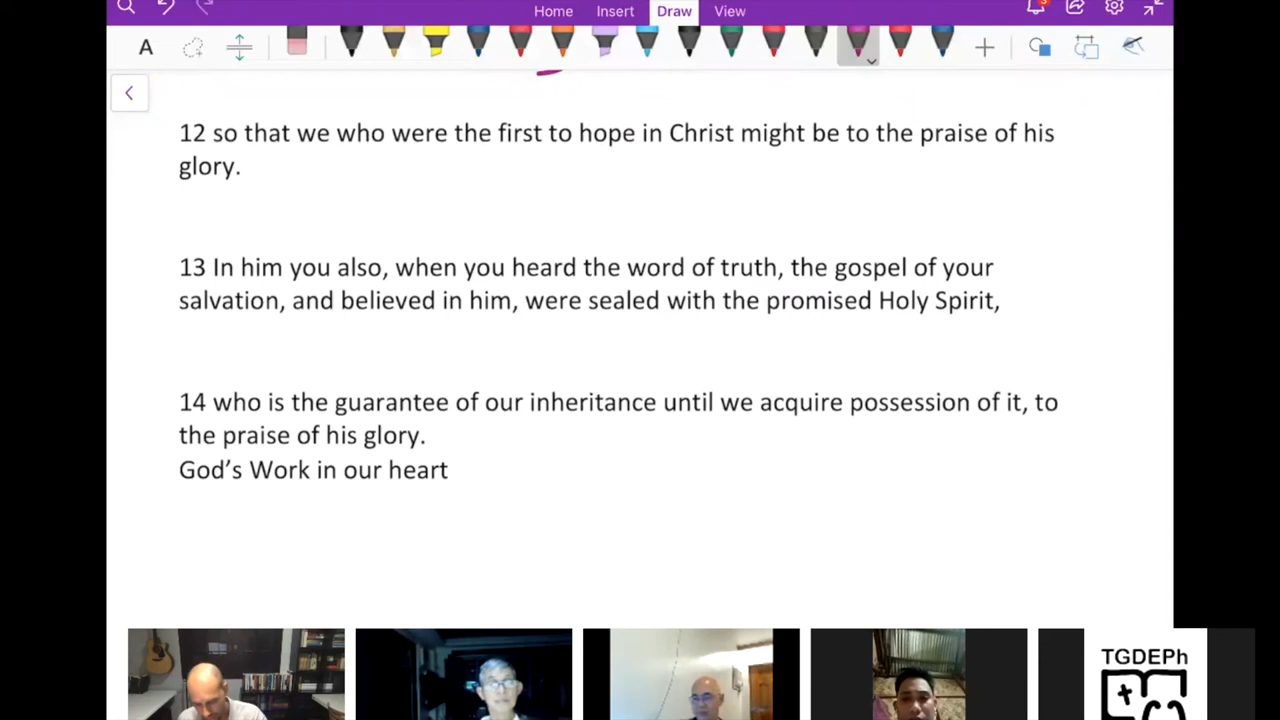 Home Insert Draw View
A
12 so that we who were the first to hope in Christ might be to the praise of his
glory.
13 In him you also, when you heard the word of truth, the gospel of your
salvation, and believed in him, were sealed with the promised Holy Spirit,
14 who is the guarantee of our inheritance until we acquire possession of it, to
the praise of his glory.
God’s Work in our heart
TGDEPh